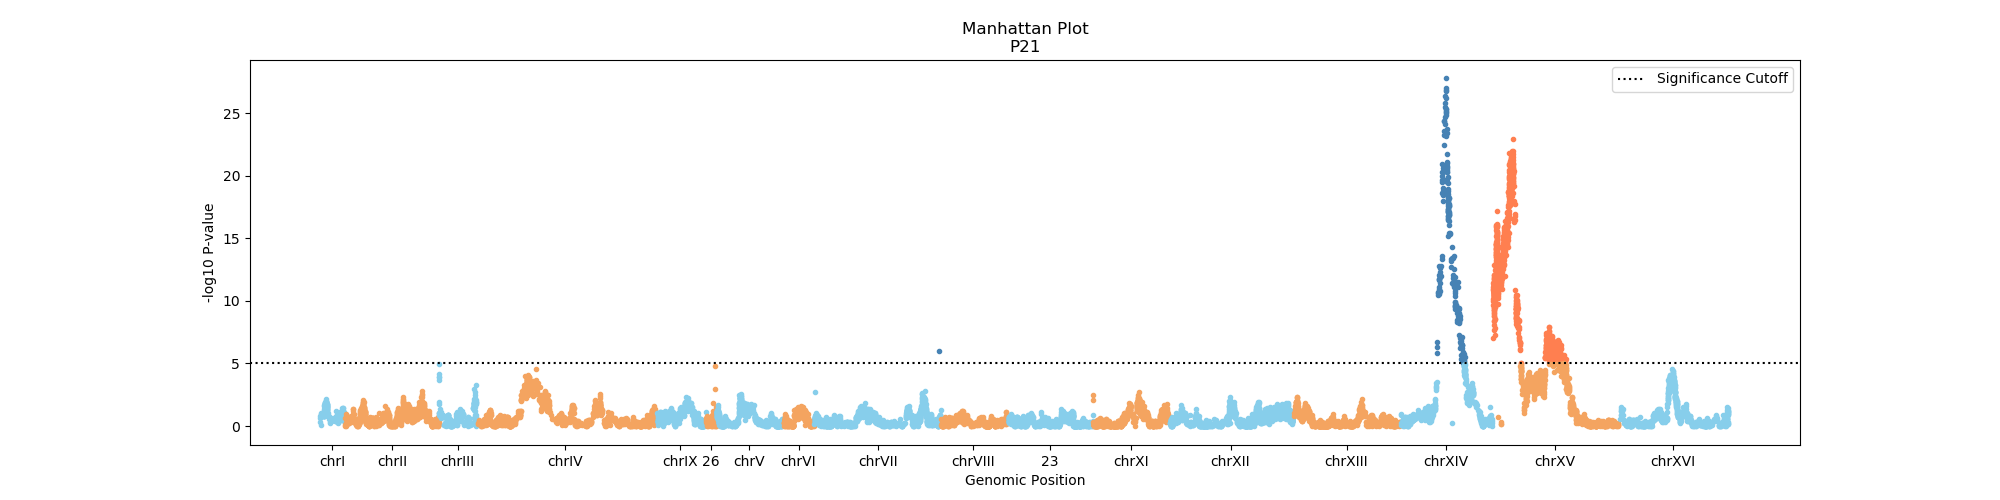 Manhattan Plot
P21
Significance Cutoff
-log10 P-value
25
20
15
10
5
0
chrI chrII chrIII chrIV chrIX 26 chrV chrVI chrVII chrVIII 23 chrXI chrXII chrXIII chrXIV chrXV chrXVI
Genomic Position